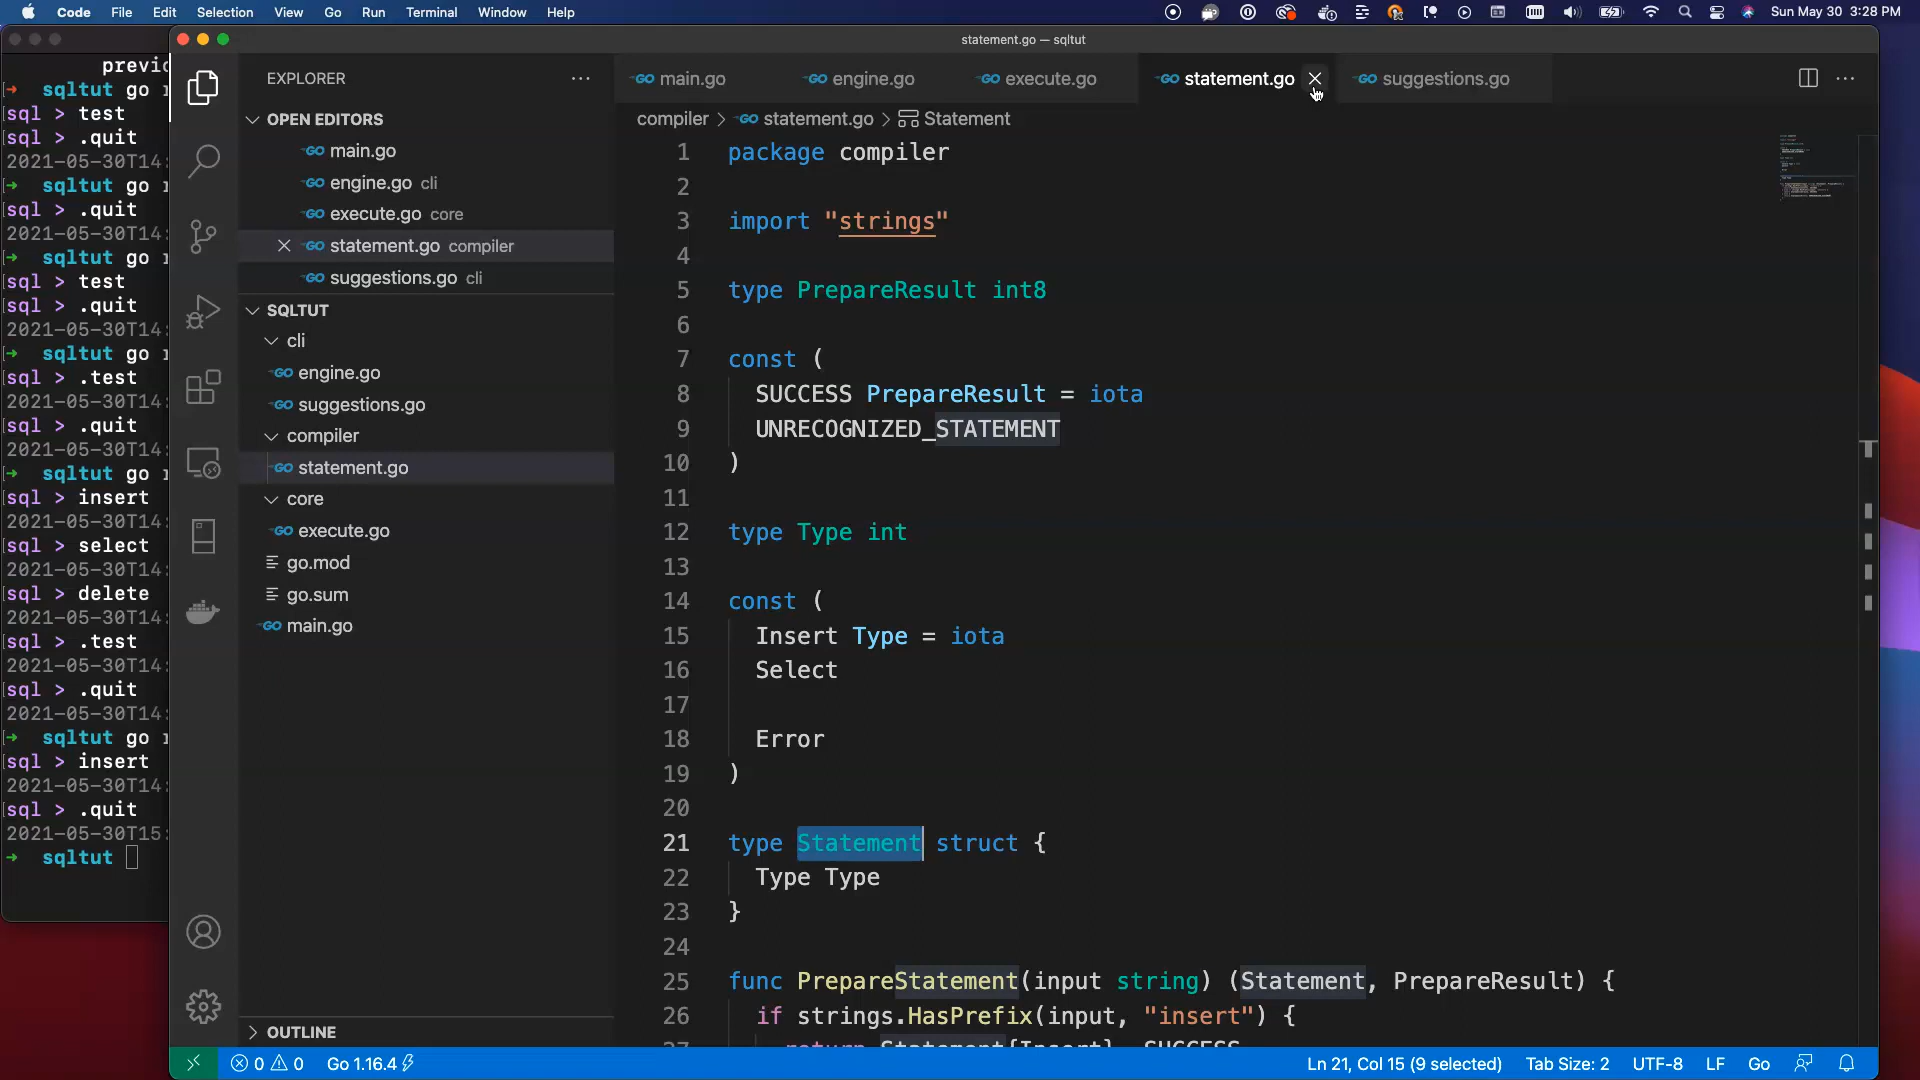 Code File Edit Selection View Go Run Terminal Window Help
Sun May 30 3:28 PM
statement.go — sqltut
previo
sqltut go
sql > test
sql > .quit
2021-05-30T14:
sqltut go
sql > .quit
2021-05-30T14:
sqltut go
sql > test
sql > .quit
2021-05-30T14:
sqltut go
sql > .test
2021-05-30T14:
sql > .quit
2021-05-30T14:
sqltut go
sql > insert
2021-05-30T14:
sql > select
2021-05-30T14:
sql > delete
2021-05-30T14:
sql > .test
2021-05-30T14:
sql > .quit
2021-05-30T14:
sqltut go
sql > insert
2021-05-30T14:
sql > .quit
2021-05-30T15:
sqltut
EXPLORER
OPEN EDITORS
main.go
engine.go cli
execute.go core
statement.go compiler
suggestions.go cli
SQLTUT
cli
engine.go
suggestions.go
compiler
statement.go
core
execute.go
go.mod
go.sum
main.go
OUTLINE
main.go engine.go execute.go statement.go suggestions.go
compiler > statement.go > Statement
1 package compiler
2
3 import "strings"
4
5 type PrepareResult int8
6
7 const (
8 SUCCESS PrepareResult = iota
9 UNRECOGNIZED_STATEMENT
10 )
11
12 type Type int
13
14 const (
15 Insert Type = iota
16 Select
17
18 Error
19 )
20
21 type Statement struct {
22 Type Type
23 }
24
25 func PrepareStatement(input string) (Statement, PrepareResult) {
26 if strings.HasPrefix(input, "insert") {
27 return Statement{Insert}, SUCCESS
0 0 Go 1.16.4
Ln 21, Col 15 (9 selected) Tab Size: 2 UTF-8 LF Go